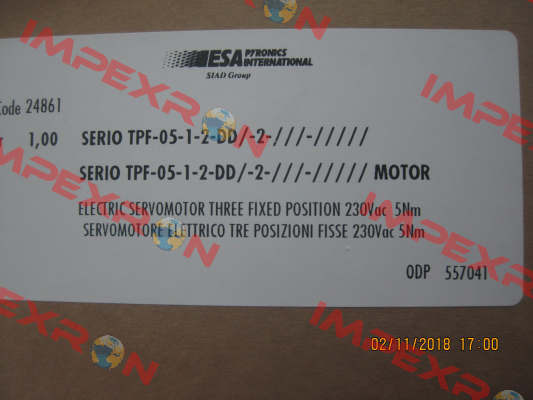 ESA PYRONICS
INTERNATIONAL
SIAD Group
Code 24861
1,00 SERIO TPF-05-1-2-DD/-2-///-/////
SERIO TPF-05-1-2-DD/-2-///-///// MOTOR
ELECTRIC SERVOMOTOR THREE FIXED POSITION 230Vac 5Nm
SERVOMOTORE ELETTRICO TRE POSIZIONI FISSE 230Vac 5Nm
ODP 557041
02/11/2018 17:00
IMPEXRON
IMPEXRON
IMPEXRON
IMPEXRON
IMPEXRON
IMPEXRON